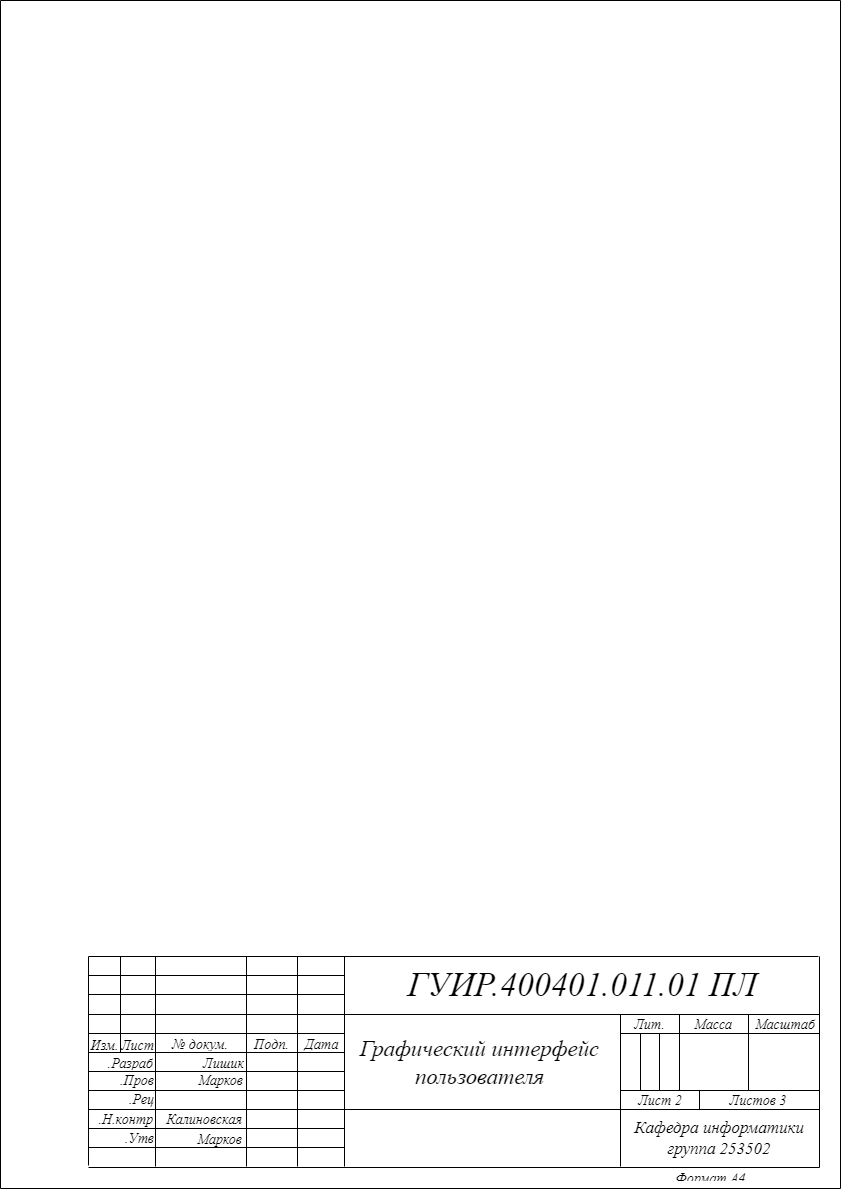 ГУИР.400401.011.01 ПЛ
Лит. Масса Масштаб
Изм. Лист № докум. Подп. Дата
Графический интерфейс
пользователя
.Разраб Лишик
.Пров Марков
.Рец
Лист 2 Листов 3
.Н.контр Калиновская
.Утв Марков
Кафедра информатики
группа 253502
Формат А4